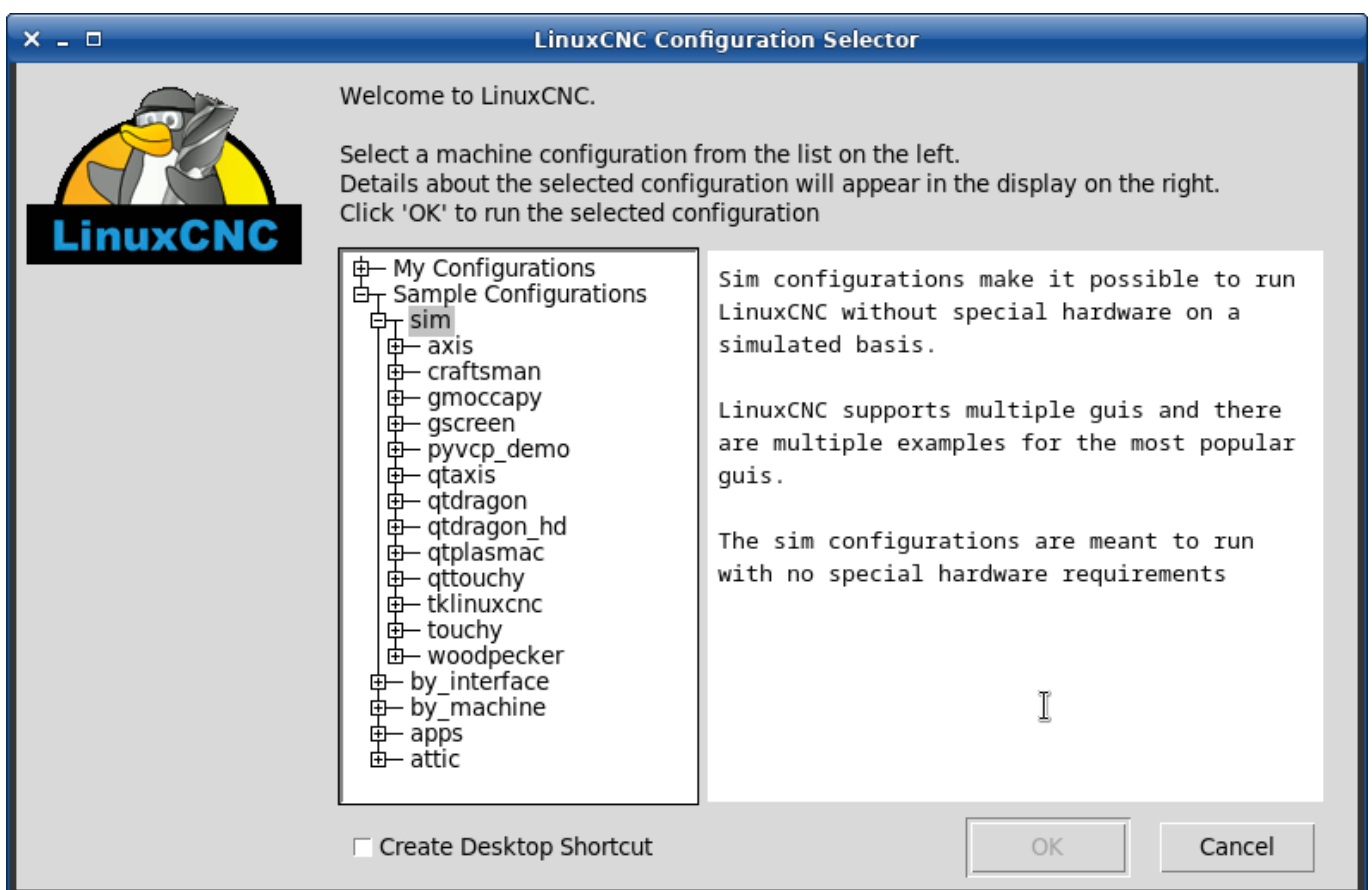 LinuxCNC Configuration Selector
LinuxCNC
Welcome to LinuxCNC.
Select a machine configuration from the list on the left.
Details about the selected configuration will appear in the display on the right.
Click 'OK' to run the selected configuration
My Configurations
Sample Configurations
sim
axis
craftsman
gmoccapy
gscreen
pyvcp_demo
qtaxis
qtdragon
qtdragon_hd
qtplasmac
qttouchy
tklinuxcnc
touchy
woodpecker
by_interface
by_machine
apps
attic
Sim configurations make it possible to run
LinuxCNC without special hardware on a
simulated basis.
LinuxCNC supports multiple guis and there
are multiple examples for the most popular
guis.
The sim configurations are meant to run
with no special hardware requirements
Create Desktop Shortcut
OK
Cancel